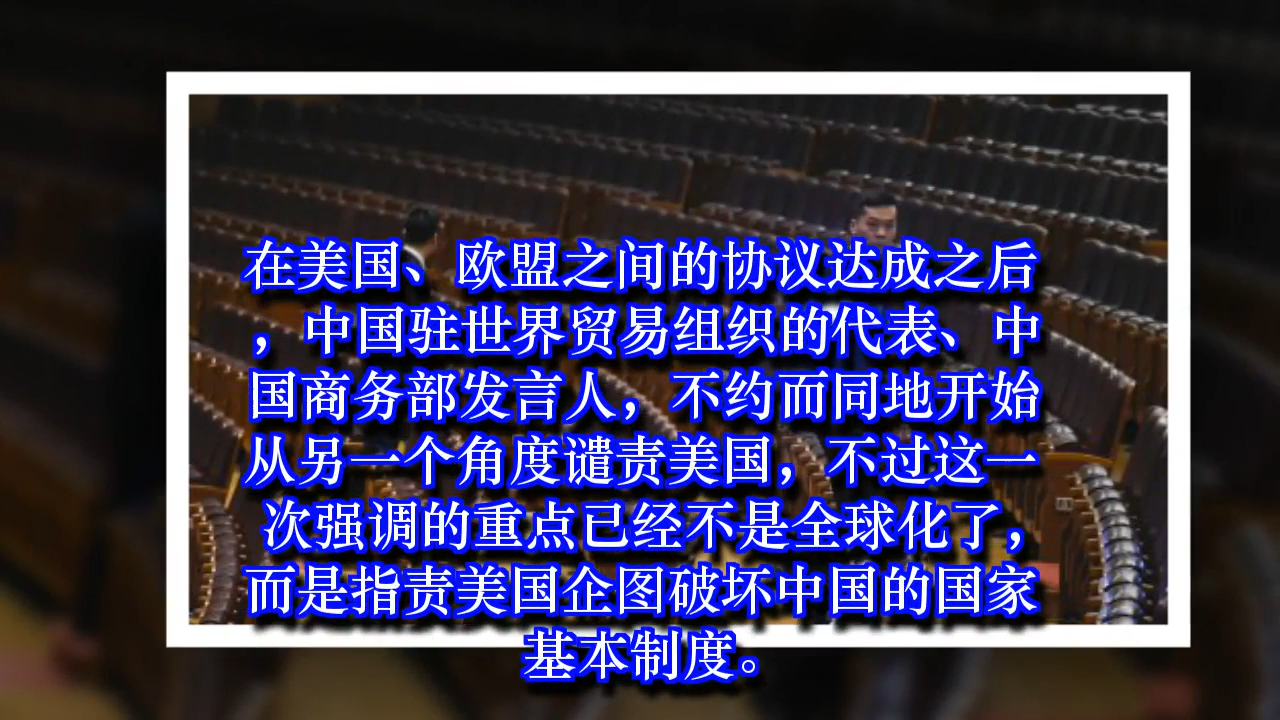 在美国、欧盟之间的协议达成之后
，中国驻世界贸易组织的代表、中
国商务部发言人，不约而同地开始
从另一个角度谴责美国，不过这一
次强调的重点已经不是全球化了，
而是指责美国企图破坏中国的国家
基本制度。